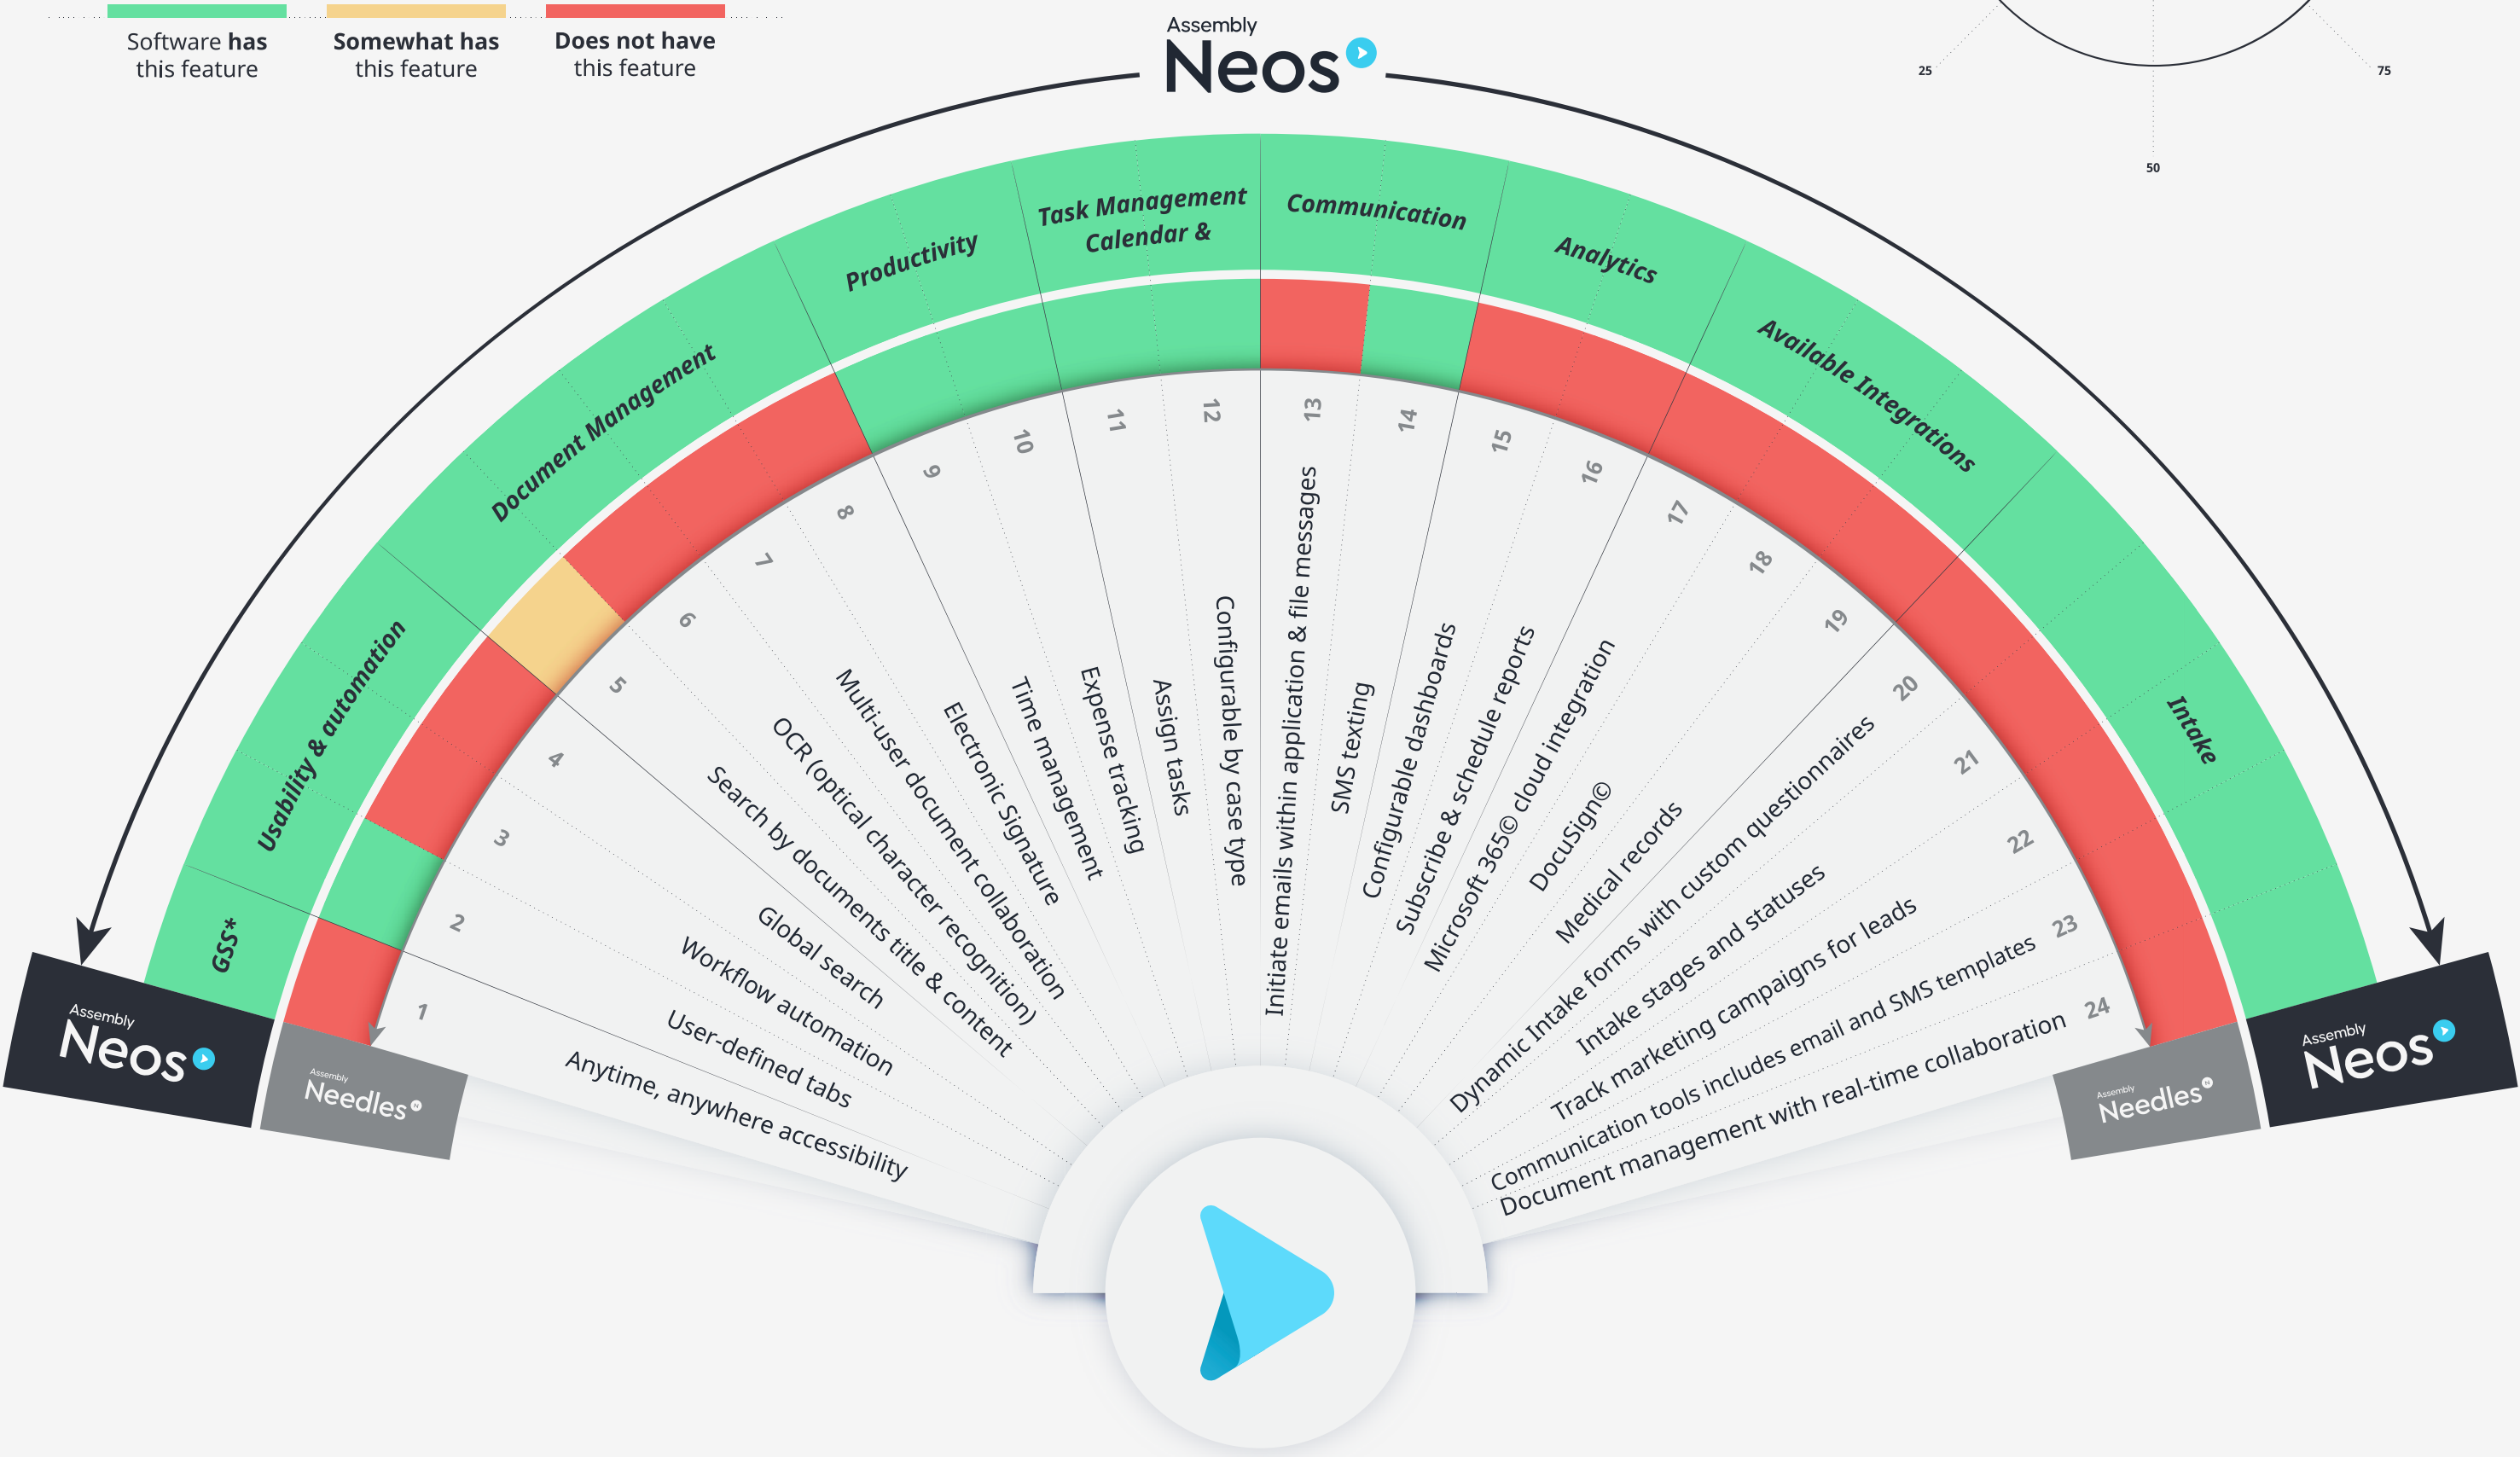 Software has
this feature
Somewhat has
this feature
Does not have
this feature
Assembly
Neos
25
50
75
GSS*
Usability & automation
Document Management
Productivity
Task Management
Calendar &
Communication
Analytics
Available Integrations
Intake
1
2
3
4
5
6
7
8
9
10
11
12
13
14
15
16
17
18
19
20
21
22
23
24
Anytime, anywhere accessibility
User-defined tabs
Workflow automation
Global search
Search by documents title & content
OCR (optical character recognition)
Multi-user document collaboration
Electronic Signature
Time management
Expense tracking
Assign tasks
Configurable by case type
Initiate emails within application & file messages
SMS texting
Configurable dashboards
Subscribe & schedule reports
Microsoft 365© cloud integration
DocuSign©
Medical records
Dynamic Intake forms with custom questionnaires
Intake stages and statuses
Track marketing campaigns for leads
Communication tools includes email and SMS templates
Document management with real-time collaboration
Assembly
Neos
Assembly
Needles
Assembly
Needles
Assembly
Neos